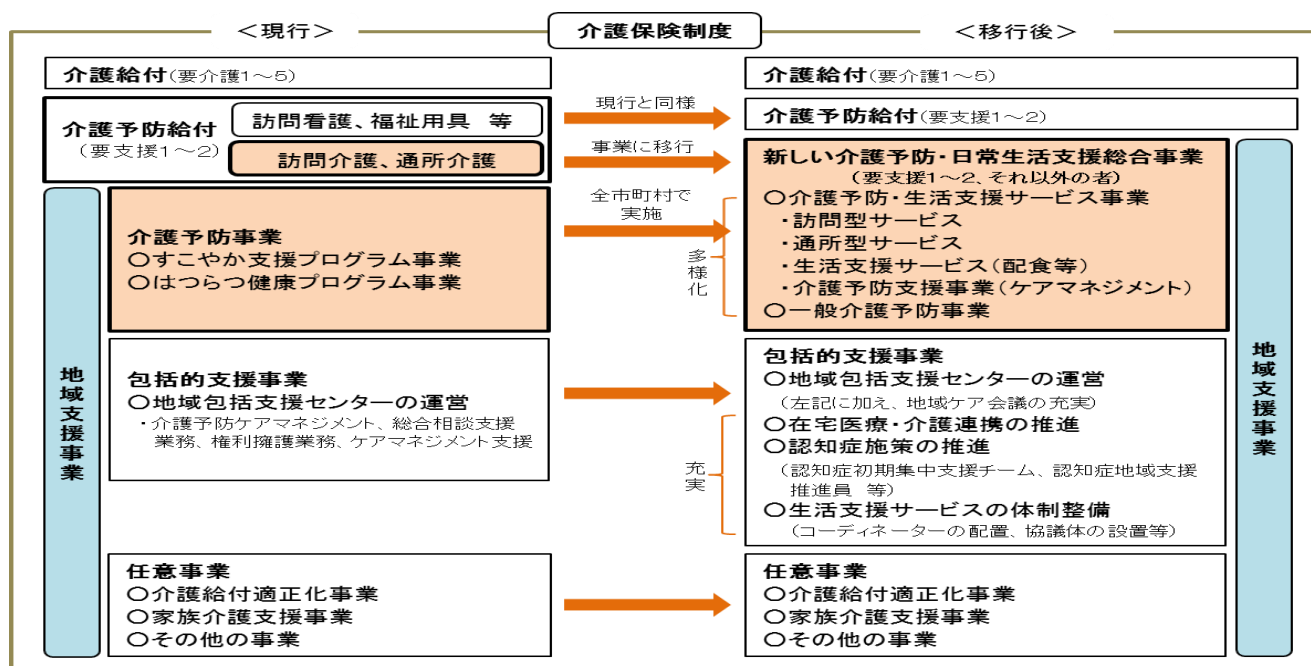 ＜現行＞
介護保険制度
＜移行後＞
介護給付(要介護1～5)
介護予防給付
(要支援1～2)
訪問看護、福祉用具 等
訪問介護、通所介護
地域支援事業
介護予防事業
○すこやか支援プログラム事業
○はつらつ健康プログラム事業
包括的支援事業
○地域包括支援センターの運営
・介護予防ケアマネジメント、総合相談支援
業務、権利擁護業務、ケアマネジメント支援
任意事業
○介護給付適正化事業
○家族介護支援事業
○その他の事業
現行と同様
事業に移行
全市町村で
実施
多様化
充実
介護給付(要介護1～5)
介護予防給付(要支援1～2)
新しい介護予防・日常生活支援総合事業
(要支援1～2、それ以外の者)
○介護予防・生活支援サービス事業
・訪問型サービス
・通所型サービス
・生活支援サービス(配食等)
・介護予防支援事業(ケアマネジメント)
○一般介護予防事業
包括的支援事業
○地域包括支援センターの運営
(左記に加え、地域ケア会議の充実)
○在宅医療・介護連携の推進
○認知症施策の推進
(認知症初期集中支援チーム、認知症地域支援
推進員 等)
○生活支援サービスの体制整備
(コーディネーターの配置、協議体の設置等)
任意事業
○介護給付適正化事業
○家族介護支援事業
○その他の事業
地域支援事業